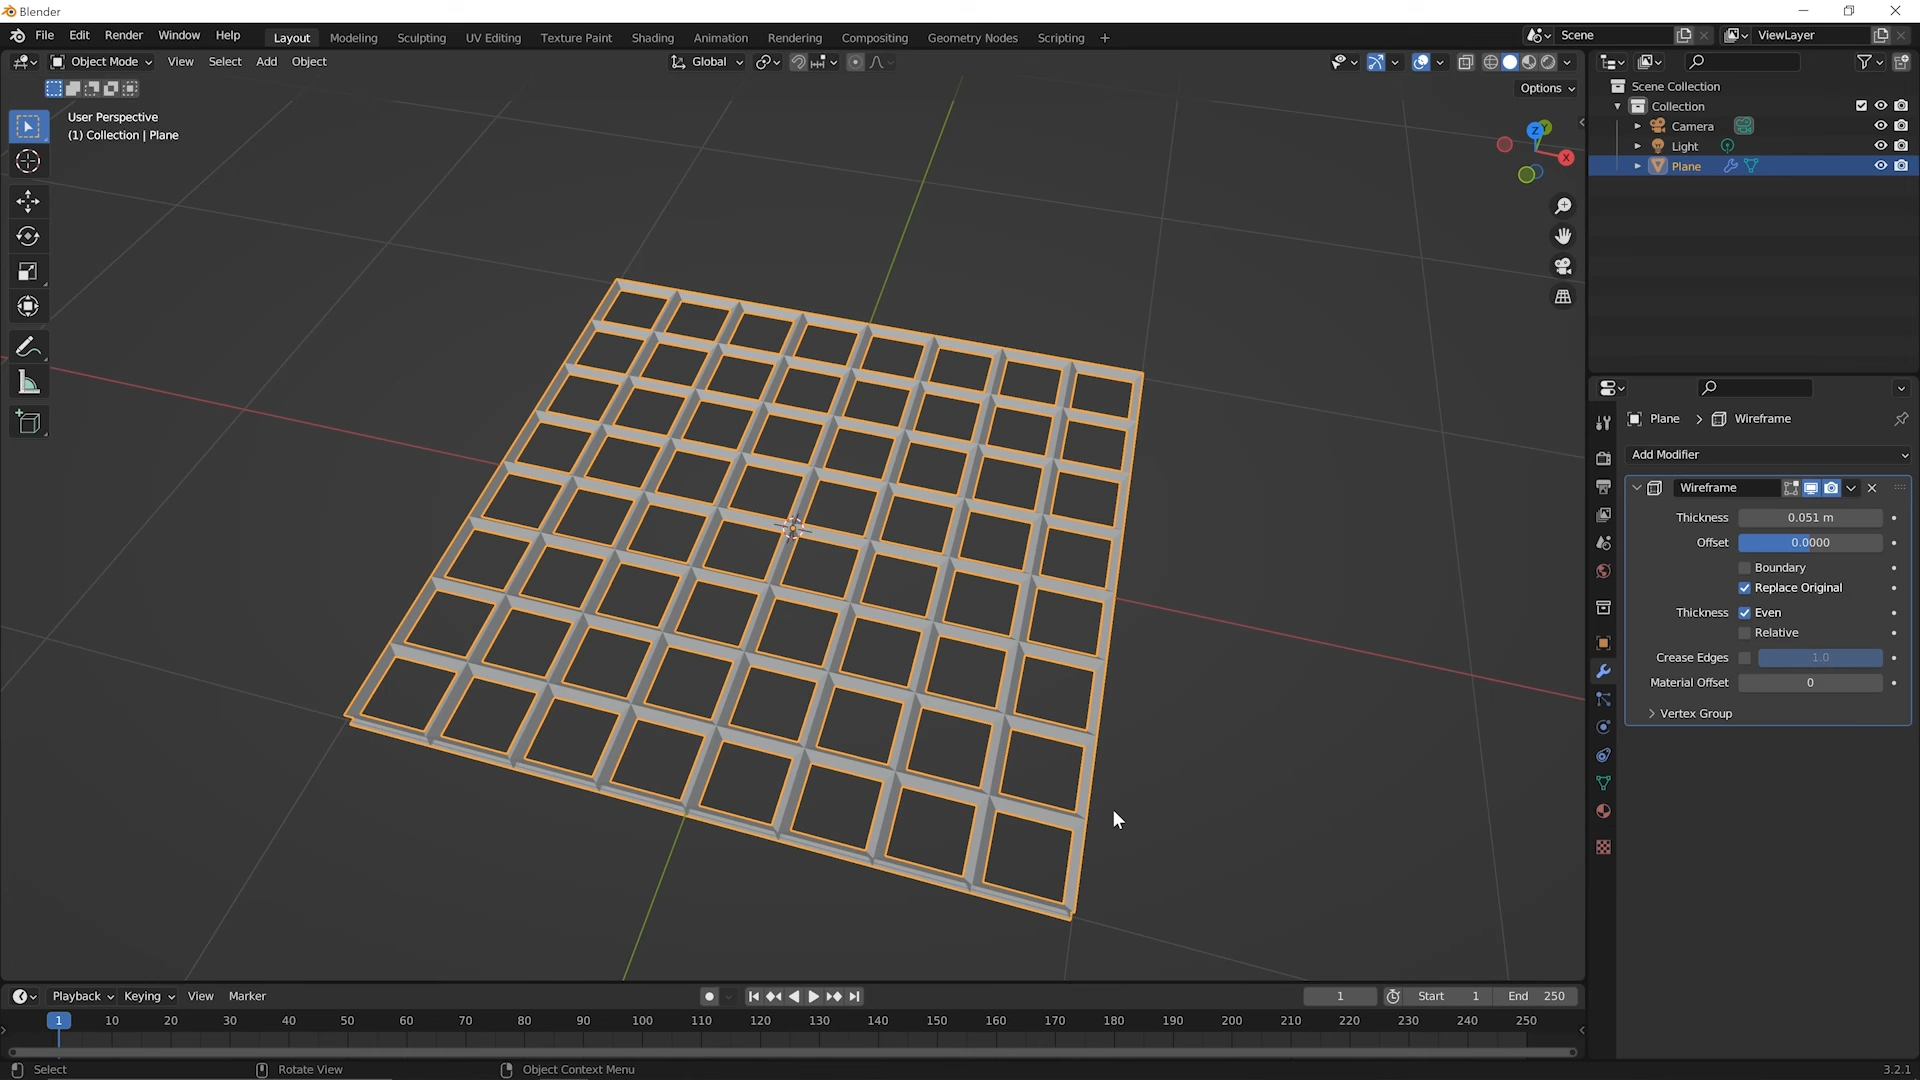 Blender
File Edit Render Window Help Layout Modeling Sculpting UV Editing Texture Paint Shading Animation Rendering Compositing Geometry Nodes Scripting + Scene ViewLayer
Object Mode View Select Add Object Global
Options
User Perspective
(1) Collection | Plane
Z Y
X
Scene Collection
Collection
Camera
Light
Plane
Plane > Wireframe
Add Modifier
Wireframe
Thickness 0.051 m
Offset 0.0000
Boundary
Replace Original
Thickness Even
Relative
Crease Edges 1.0
Material Offset 0
> Vertex Group
Playback Keying View Marker 1 Start 1 End 250
1 10 20 30 40 50 60 70 80 90 100 110 120 130 140 150 160 170 180 190 200 210 220 230 240 250
Select Rotate View Object Context Menu 3.2.1